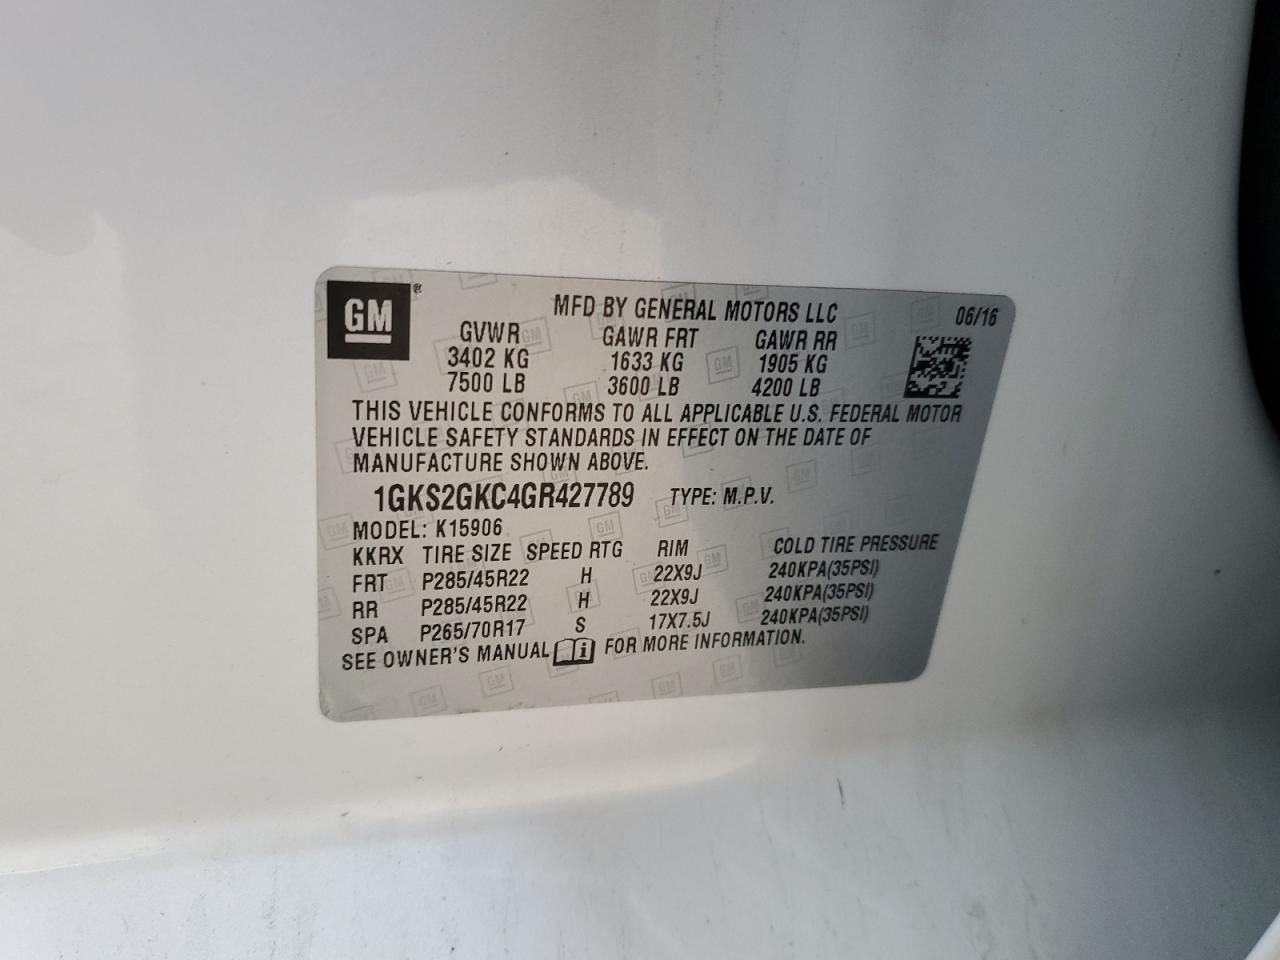 GM®
MFD BY GENERAL MOTORS LLC 06/16
GVWR GAWR FRT GAWR RR
3402 KG 1633 KG 1905 KG
7500 LB 3600 LB 4200 LB
THIS VEHICLE CONFORMS TO ALL APPLICABLE U.S. FEDERAL MOTOR
VEHICLE SAFETY STANDARDS IN EFFECT ON THE DATE OF
MANUFACTURE SHOWN ABOVE.
1GKS2GKC4GR427789 TYPE: M.P.V.
MODEL: K15906
KKRX TIRE SIZE SPEED RTG RIM COLD TIRE PRESSURE
FRT P285/45R22 H 22X9J 240KPA(35PSI)
RR P285/45R22 H 22X9J 240KPA(35PSI)
SPA P265/70R17 S 17X7.5J 240KPA(35PSI)
SEE OWNER'S MANUAL i FOR MORE INFORMATION.